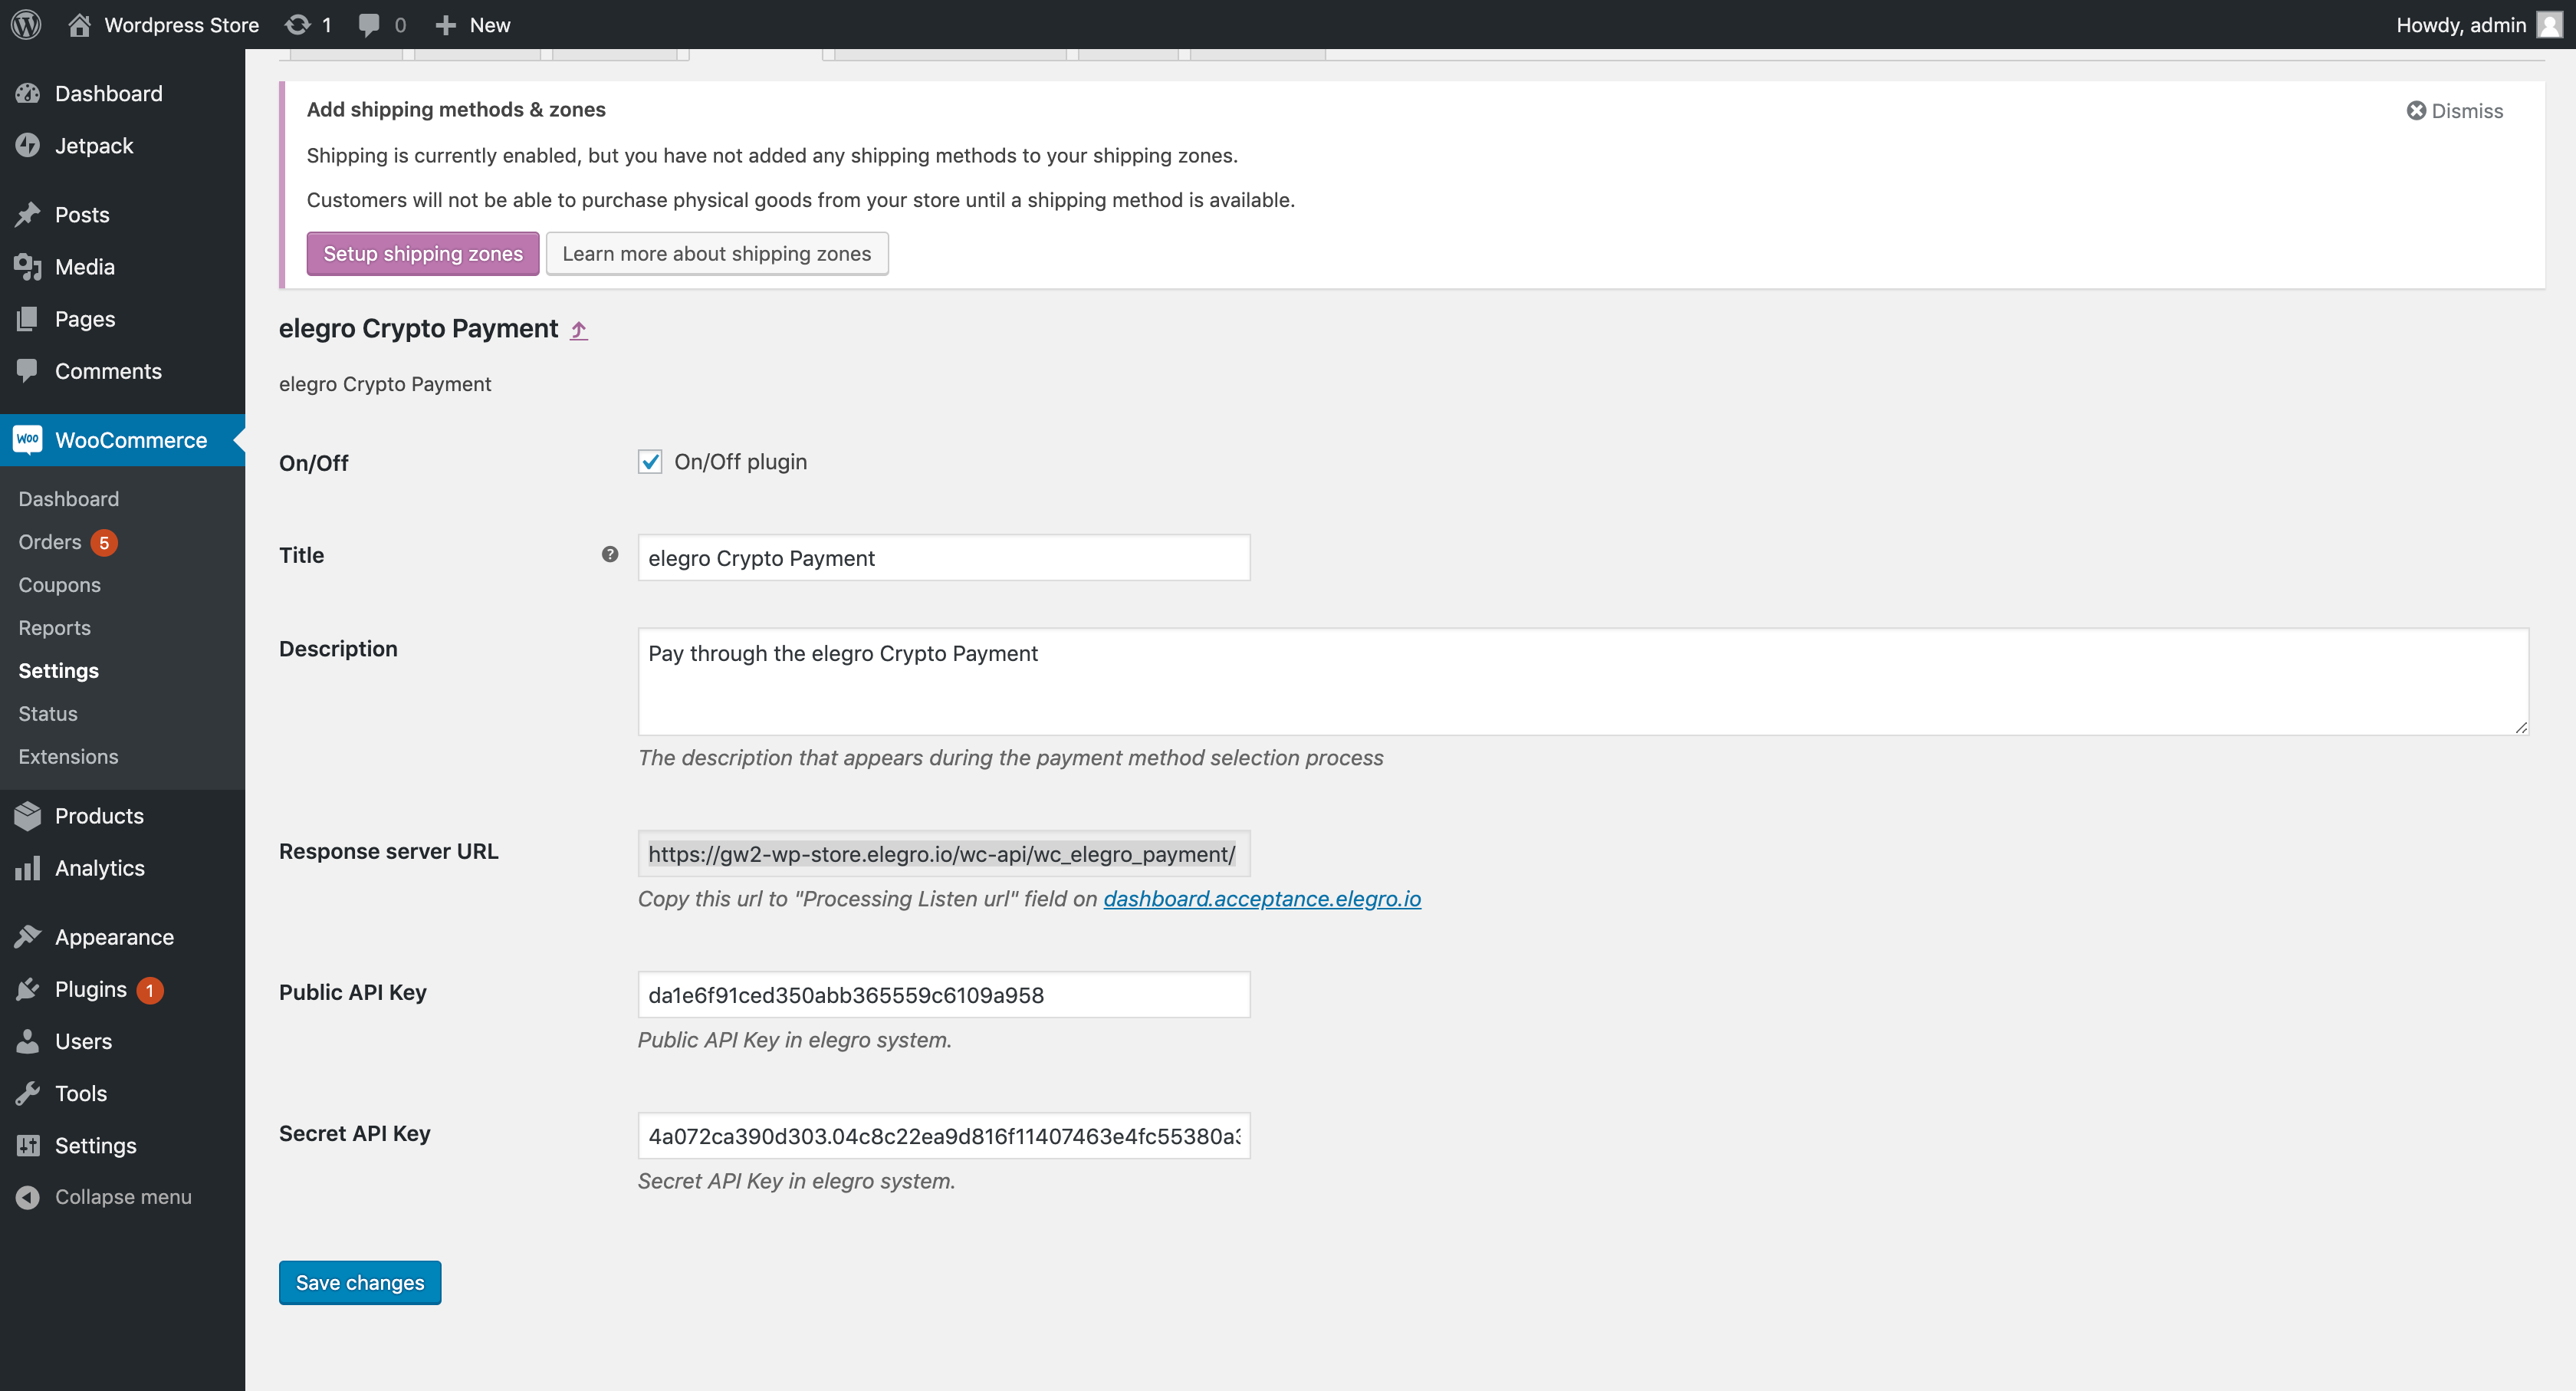 Wordpress Store 1 0 New Howdy, admin
Dashboard
Jetpack
Posts
Media
Pages
Comments
WooCommerce
Dashboard
Orders 5
Coupons
Reports
Settings
Status
Extensions
Products
Analytics
Appearance
Plugins 1
Users
Tools
Settings
Collapse menu
Add shipping methods & zones
Dismiss
Shipping is currently enabled, but you have not added any shipping methods to your shipping zones.
Customers will not be able to purchase physical goods from your store until a shipping method is available.
Setup shipping zones Learn more about shipping zones
elegro Crypto Payment
elegro Crypto Payment
On/Off On/Off plugin
Title elegro Crypto Payment
Description Pay through the elegro Crypto Payment
The description that appears during the payment method selection process
Response server URL https://gw2-wp-store.elegro.io/wc-api/wc_elegro_payment/
Copy this url to "Processing Listen url" field on dashboard.acceptance.elegro.io
Public API Key da1e6f91ced350abb365559c6109a958
Public API Key in elegro system.
Secret API Key 4a072ca390d303.04c8c22ea9d816f11407463e4fc55380a3
Secret API Key in elegro system.
Save changes